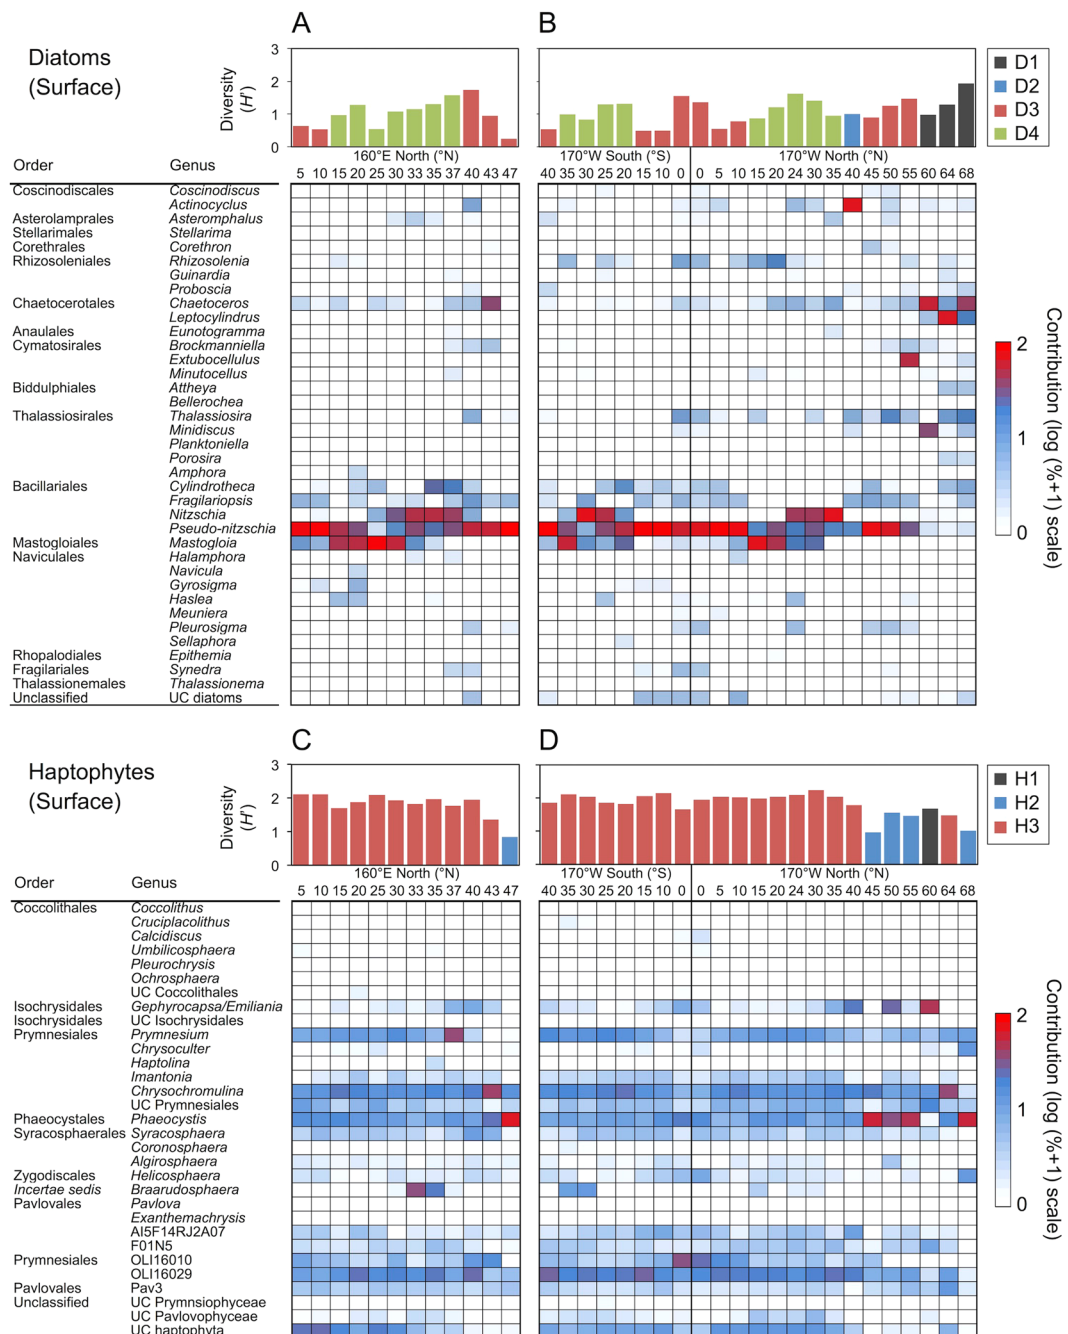 A
B
Diatoms
(Surface)
Diversity
(H')
3
2
1
0
D1
D2
D3
D4
160°E North (°N)
170°W South (°S)
170°W North (°N)
Order Genus
5 10 15 20 25 30 33 35 37 40 43 47
40 35 30 25 20 15 10 0 0 5 10 15 20 24 30 35 40 45 50 55 60 64 68
Coscinodiscales Coscinodiscus
Actinocyclus
Asterolamprales Asteromphalus
Stellarimales Stellarima
Corethrales Corethron
Rhizosoleniales Rhizosolenia
Guinardia
Proboscia
Chaetocerotales Chaetoceros
Leptocylindrus
Anaulales Eunotogramma
Cymatosirales Brockmanniella
Extubocellulus
Minutocellus
Biddulphiales Attheya
Bellerochea
Thalassiosirales Thalassiosira
Minidiscus
Planktoniella
Porosira
Amphora
Bacillariales Cylindrotheca
Fragilariopsis
Nitzschia
Pseudo-nitzschia
Mastogloiales Mastogloia
Naviculales Halamphora
Navicula
Gyrosigma
Haslea
Meuniera
Pleurosigma
Sellaphora
Rhopalodiales Epithemia
Fragilariales Synedra
Thalassionemales Thalassionema
Unclassified UC diatoms
2
1
0
Contribution (log (%+1) scale)
C
D
Haptophytes
(Surface)
Diversity
(H')
3
2
1
0
H1
H2
H3
160°E North (°N)
170°W South (°S)
170°W North (°N)
Order Genus
5 10 15 20 25 30 33 35 37 40 43 47
40 35 30 25 20 15 10 0 0 5 10 15 20 24 30 35 40 45 50 55 60 64 68
Coccolithales Coccolithus
Cruciplacolithus
Calcidiscus
Umbilicosphaera
Pleurochrysis
Ochrosphaera
UC Coccolithales
Isochrysidales Gephyrocapsa/Emiliania
Isochrysidales UC Isochrysidales
Prymnesiales Prymnesium
Chrysoculter
Haptolina
Imantonia
Chrysochromulina
UC Prymnesiales
Phaeocystales Phaeocystis
Syracosphaerales Syracosphaera
Coronosphaera
Algirosphaera
Zygodiscales Helicosphaera
Incertae sedis Braarudosphaera
Pavlovales Pavlova
Exanthemachrysis
AI5F14RJ2A07
F01N5
Prymnesiales OLI16010
OLI16029
Pavlovales Pav3
Unclassified UC Prymnsiophyceae
UC Pavlovophyceae
UC haptophyta
2
1
0
Contribution (log (%+1) scale)